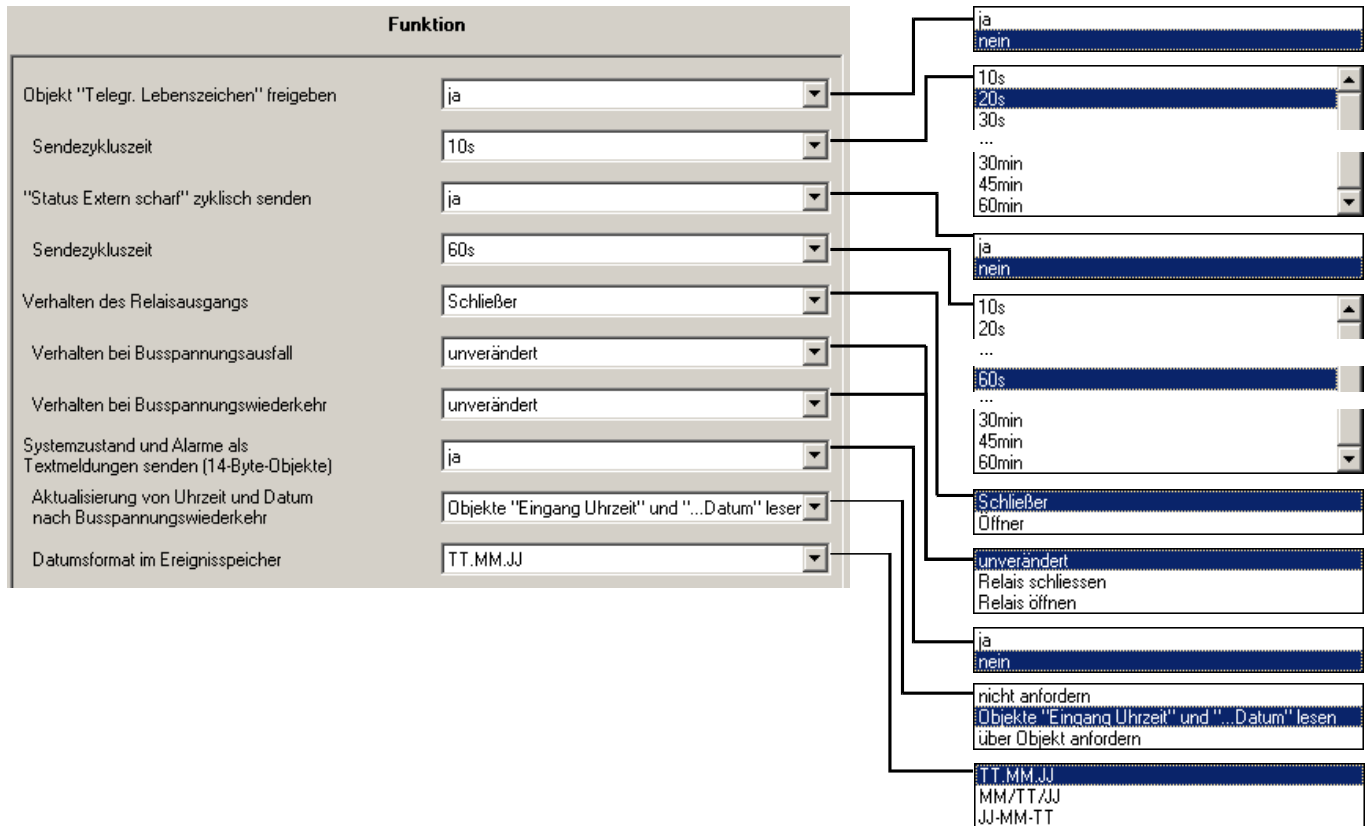 Funktion
Objekt "Telegr. Lebenszeichen" freigeben
ja
Sendezykluszeit
10s
"Status Extern scharf" zyklisch senden
ja
Sendezykluszeit
60s
Verhalten des Relaisausgangs
Schließer
Verhalten bei Busspannungsausfall
unverändert
Verhalten bei Busspannungswiederkehr
unverändert
Systemzustand und Alarme als
Textmeldungen senden (14-Byte-Objekte)
ja
Aktualisierung von Uhrzeit und Datum
nach Busspannungswiederkehr
Objekte "Eingang Uhrzeit" und "...Datum" leser
Datumsformat im Ereignisspeicher
TT.MM.JJ
ja
nein
10s
20s
30s
...
30min
45min
60min
ja
nein
10s
20s
...
60s
...
30min
45min
60min
Schließer
Öffner
unverändert
Relais schliessen
Relais öffnen
ja
nein
nicht anfordern
Objekte "Eingang Uhrzeit" und "...Datum" lesen
über Objekt anfordern
TT.MM.JJ
MM/TT/JJ
JJ-MM-TT